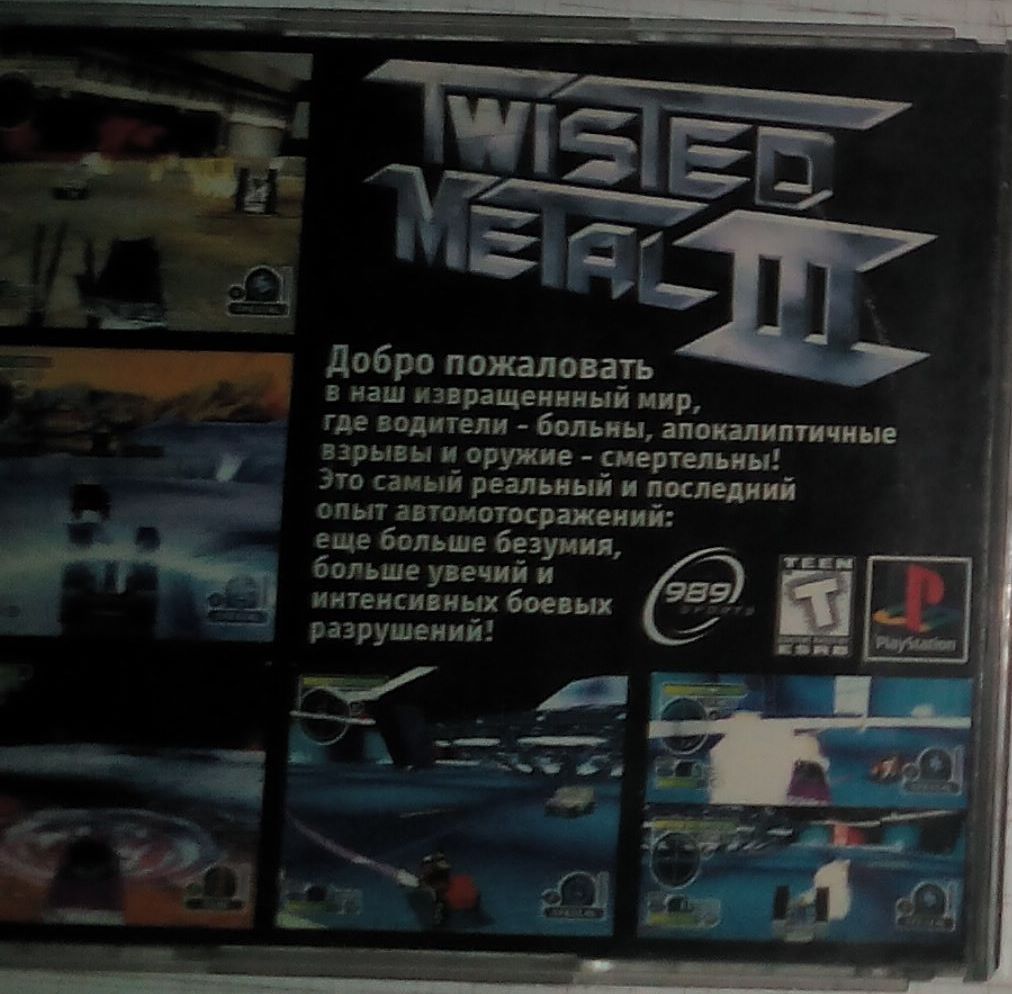 TWISTED
METAL III
Добро пожаловать
в наш извращеннный мир,
где водители - больны, апокалиптичные
взрывы и оружие - смертельны!
Это самый реальный и последний
опыт автомотосражений:
еще больше безумия,
больше увечий и
интенсивных боевых
разрушений!
989
SPORTS
TEEN
T
ESRB
PlayStation